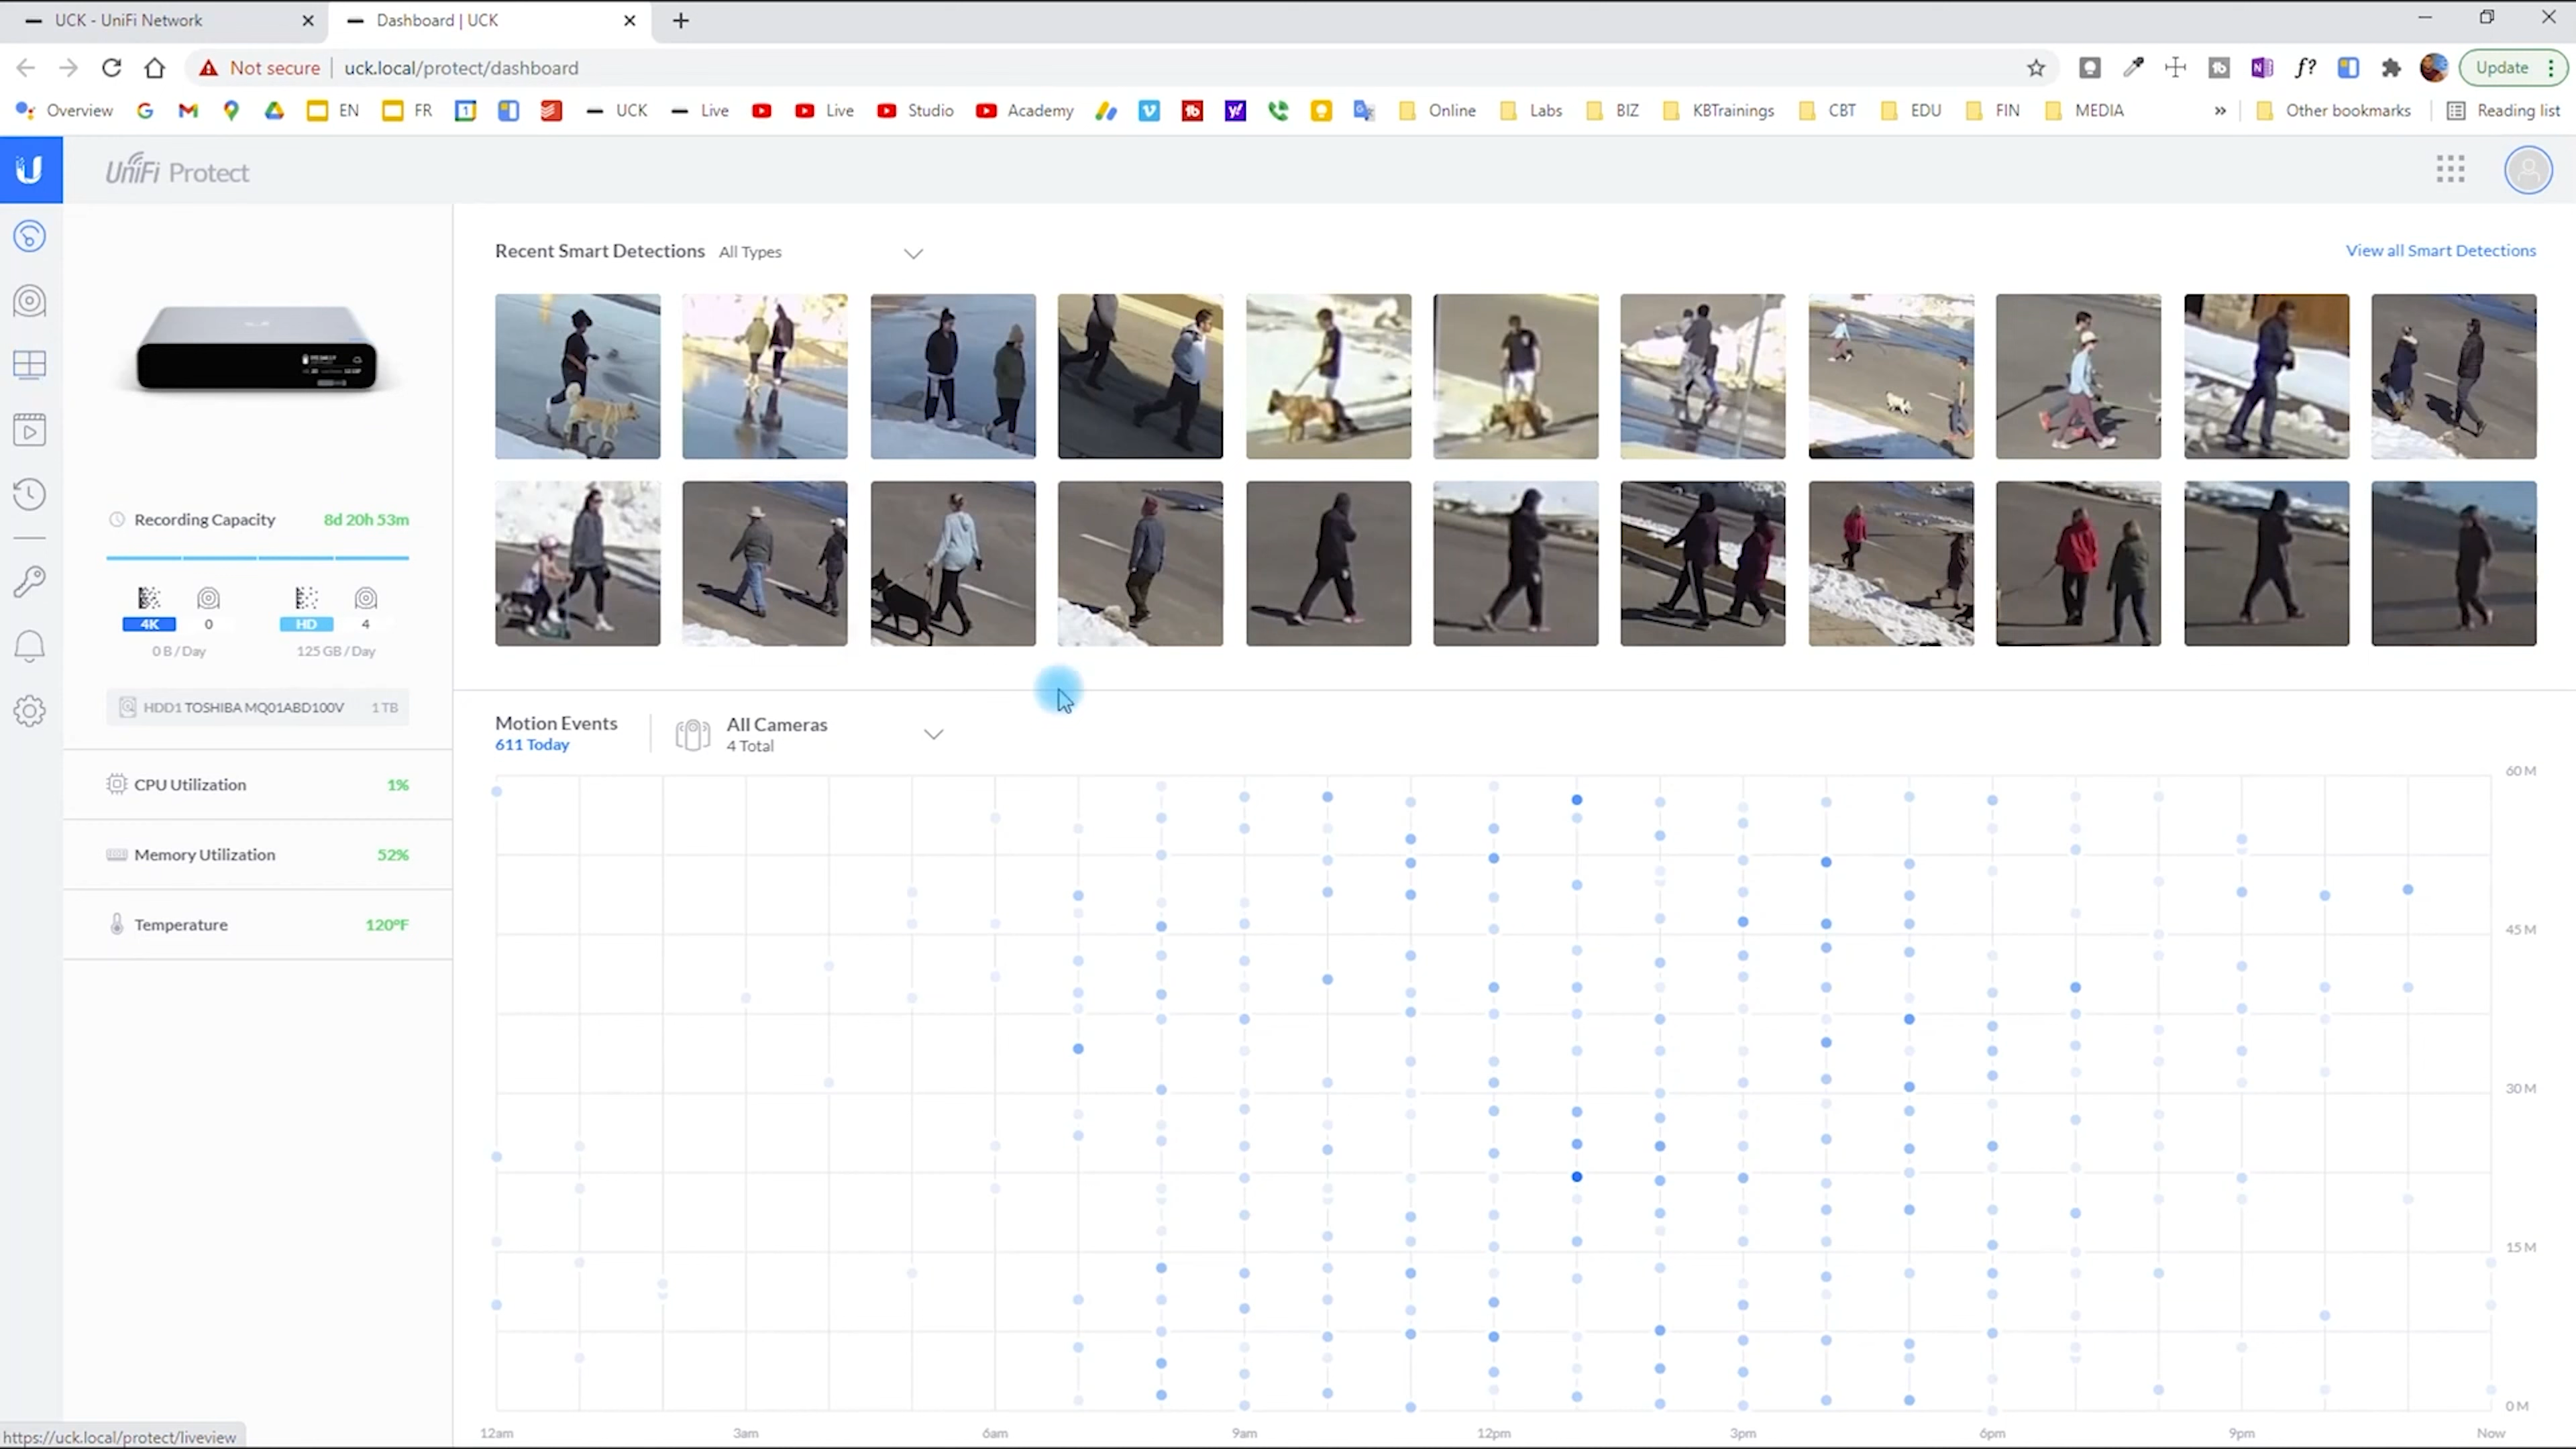 UCK - UniFi Network
Dashboard | UCK
Not secure
uck.local/protect/dashboard
Update
Overview
EN
FR
UCK
Live
Live
Studio
Academy
Online
Labs
BIZ
KBTrainings
CBT
EDU
FIN
MEDIA
»
Other bookmarks
Reading list
UniFi Protect
Recent Smart Detections All Types
View all Smart Detections
Recording Capacity 8d 20h 53m
4K 0 HD 4
0 B / Day 125 GB / Day
HDD1 TOSHIBA MQ01ABD100V 1 TB
CPU Utilization 1%
Memory Utilization 52%
Temperature 120°F
Motion Events
611 Today
All Cameras
4 Total
60 M
45 M
30 M
15 M
0 M
12am 3am 6am 9am 12pm 3pm 6pm 9pm Now
https://uck.local/protect/liveview